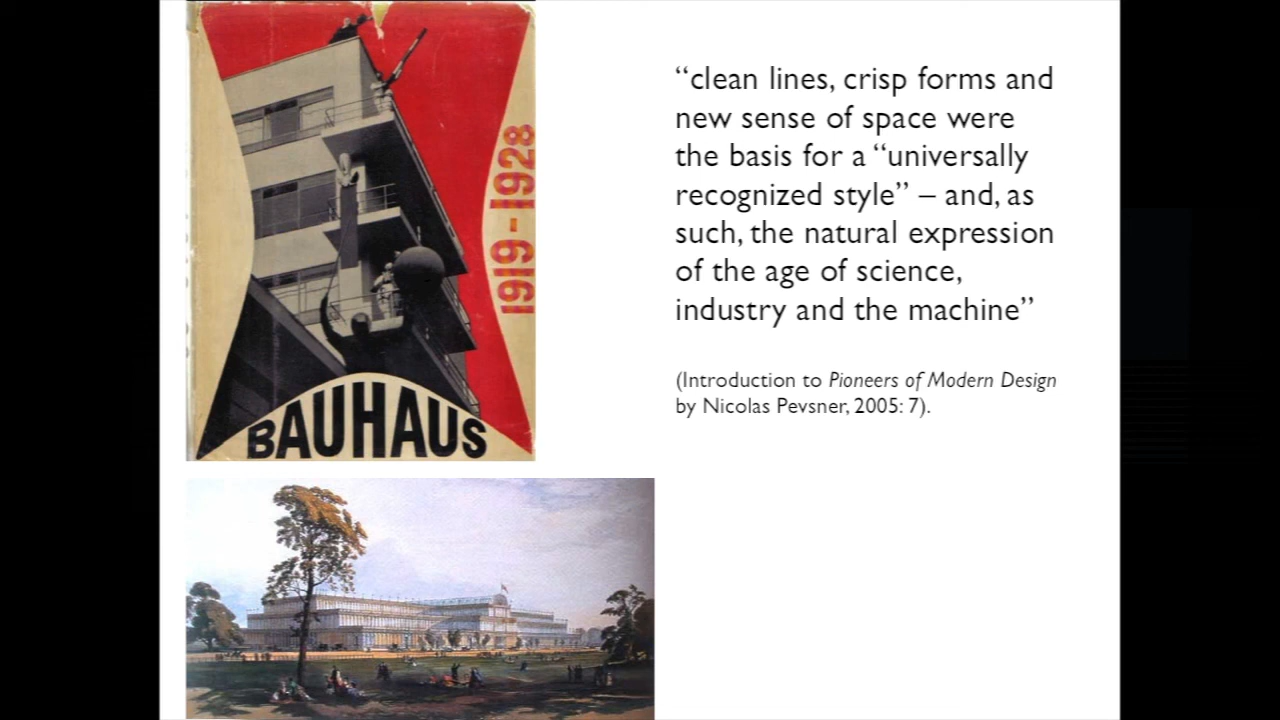 1919 - 1928
BAUHAUS
“clean lines, crisp forms and
new sense of space were
the basis for a “universally
recognized style” – and, as
such, the natural expression
of the age of science,
industry and the machine”
(Introduction to Pioneers of Modern Design
by Nicolas Pevsner, 2005: 7).